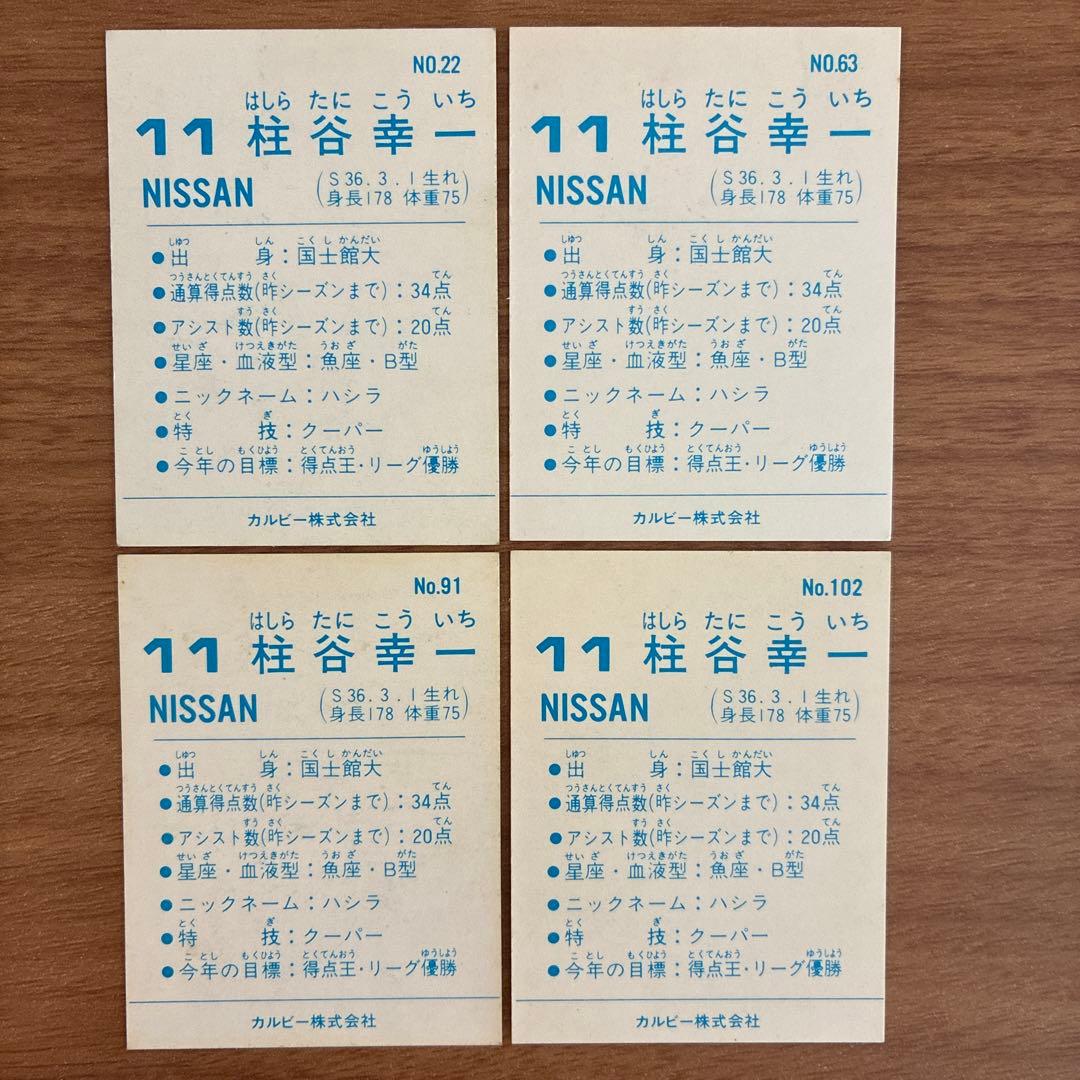 NO.22
はしら たに こう いち
11 柱谷幸一
NISSAN
(S36.3.1生れ
身長178 体重75)
しゆつ しん こくしかんだい
●出身:国士館大
つうさんとくてんすう さく てん
●通算得点数(昨シーズンまで):34点
すう さく てん
●アシスト数(昨シーズンまで):20点
せいざ けつえきがた うおざ がた
●星座・血液型:魚座・B型
●ニックネーム:ハシラ
とく ぎ
●特技:クーパー
ことし もくひよう とくてんおう ゆうしよう
●今年の目標:得点王・リーグ優勝
カルビー株式会社
NO.63
はしら たに こう いち
11 柱谷幸一
NISSAN
(S36.3.1生れ
身長178 体重75)
しゆつ しん こくしかんだい
●出身:国士館大
つうさんとくてんすう さく てん
●通算得点数(昨シーズンまで):34点
すう さく てん
●アシスト数(昨シーズンまで):20点
せいざ けつえきがた うおざ がた
●星座・血液型:魚座・B型
●ニックネーム:ハシラ
とく ぎ
●特技:クーパー
ことし もくひよう とくてんおう ゆうしよう
●今年の目標:得点王・リーグ優勝
カルビー株式会社
No.91
はしら たに こう いち
11 柱谷幸一
NISSAN
(S36.3.1生れ
身長178 体重75)
しゆつ しん こくしかんだい
●出身:国士館大
つうさんとくてんすう さく てん
●通算得点数(昨シーズンまで):34点
すう さく てん
●アシスト数(昨シーズンまで):20点
せいざ けつえきがた うおざ がた
●星座・血液型:魚座・B型
●ニックネーム:ハシラ
とく ぎ
●特技:クーパー
ことし もくひよう とくてんおう ゆうしよう
●今年の目標:得点王・リーグ優勝
カルビー株式会社
No.102
はしら たに こう いち
11 柱谷幸一
NISSAN
(S36.3.1生れ
身長178 体重75)
しゆつ しん こくしかんだい
●出身:国士館大
つうさんとくてんすう さく てん
●通算得点数(昨シーズンまで):34点
すう さく てん
●アシスト数(昨シーズンまで):20点
せいざ けつえきがた うおざ がた
●星座・血液型:魚座・B型
●ニックネーム:ハシラ
とく ぎ
●特技:クーパー
ことし もくひよう とくてんおう ゆうしよう
●今年の目標:得点王・リーグ優勝
カルビー株式会社